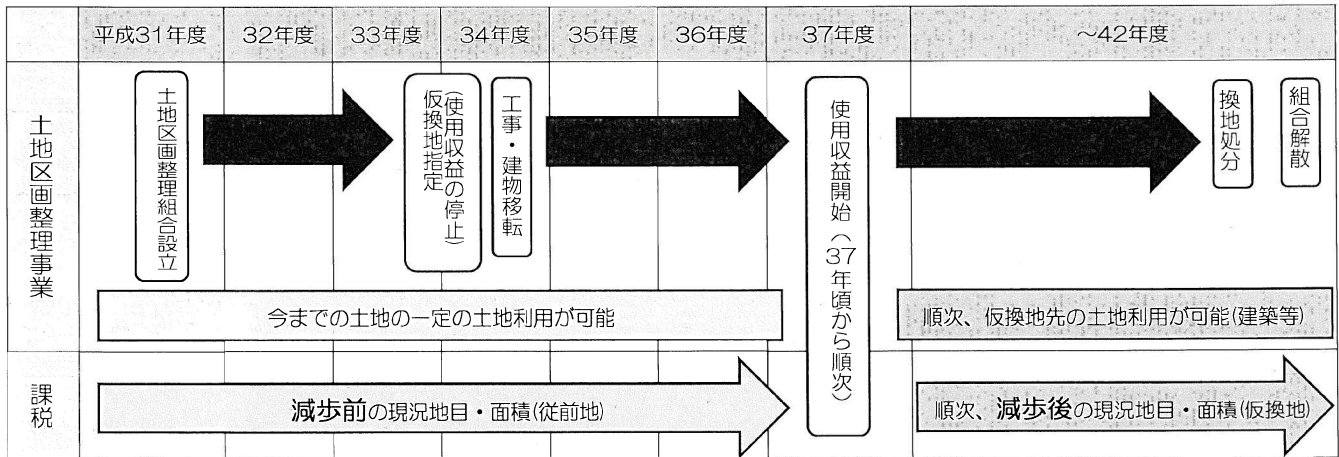 平成31年度 32年度 33年度 34年度 35年度 36年度 37年度 ～42年度
土地区画整理事業
土地区画整理組合設立
仮換地指定
(使用収益の停止)
工事・建物移転
使用収益開始（37年頃から順次）
換地処分
組合解散
今までの土地の一定の土地利用が可能
順次、仮換地先の土地利用が可能(建築等)
課税
減歩前の現況地目・面積(従前地)
順次、減歩後の現況地目・面積(仮換地)